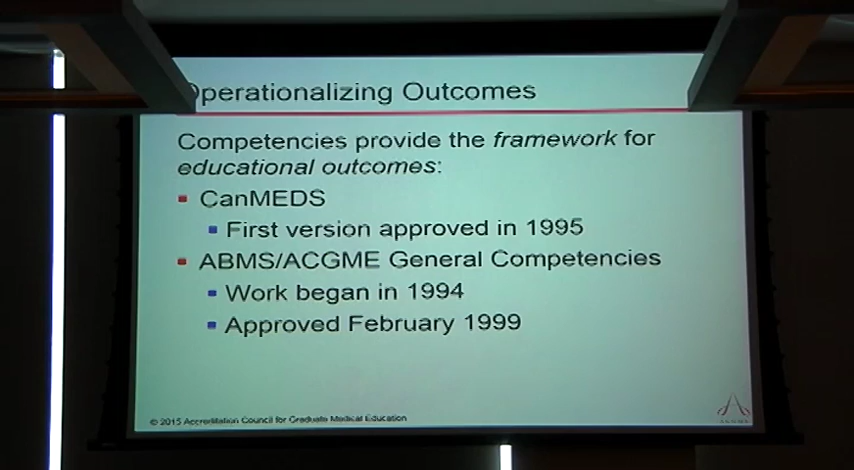 Operationalizing Outcomes
Competencies provide the framework for
educational outcomes:
CanMEDS
First version approved in 1995
ABMS/ACGME General Competencies
Work began in 1994
Approved February 1999
© 2015 Accreditation Council for Graduate Medical Education